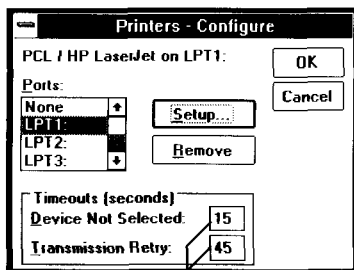 Printers - Configure
PCL / HP LaserJet on LPT1:
OK
Ports:
Cancel
None
LPT1:
Setup...
LPT2:
Remove
LPT3:
Timeouts (seconds)
Device Not Selected: 15
Transmission Retry: 45